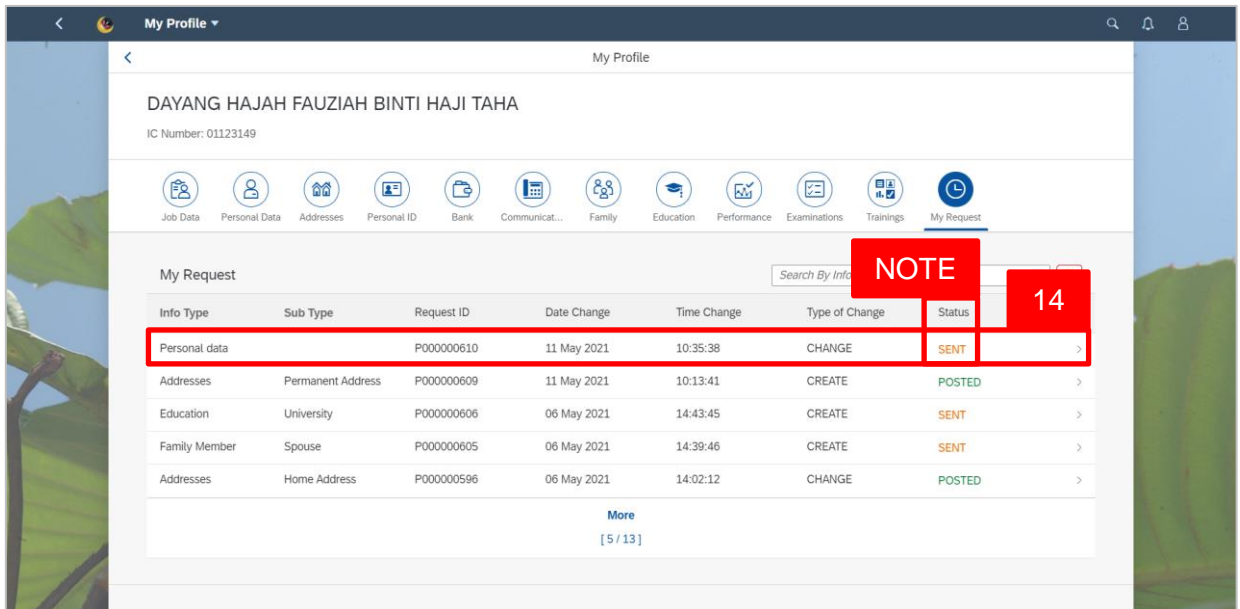 My Profile
My Profile
DAYANG HAJAH FAUZIAH BINTI HAJI TAHA
IC Number: 01123149
Job Data Personal Data Addresses Personal ID Bank Communicat... Family Education Performance Examinations Trainings My Request
My Request Search By Info NOTE
14
Info Type Sub Type Request ID Date Change Time Change Type of Change Status
Personal data P000000610 11 May 2021 10:35:38 CHANGE SENT
Addresses Permanent Address P000000609 11 May 2021 10:13:41 CREATE POSTED
Education University P000000606 06 May 2021 14:43:45 CREATE SENT
Family Member Spouse P000000605 06 May 2021 14:39:46 CREATE SENT
Addresses Home Address P000000596 06 May 2021 14:02:12 CHANGE POSTED
More
[ 5 / 13 ]